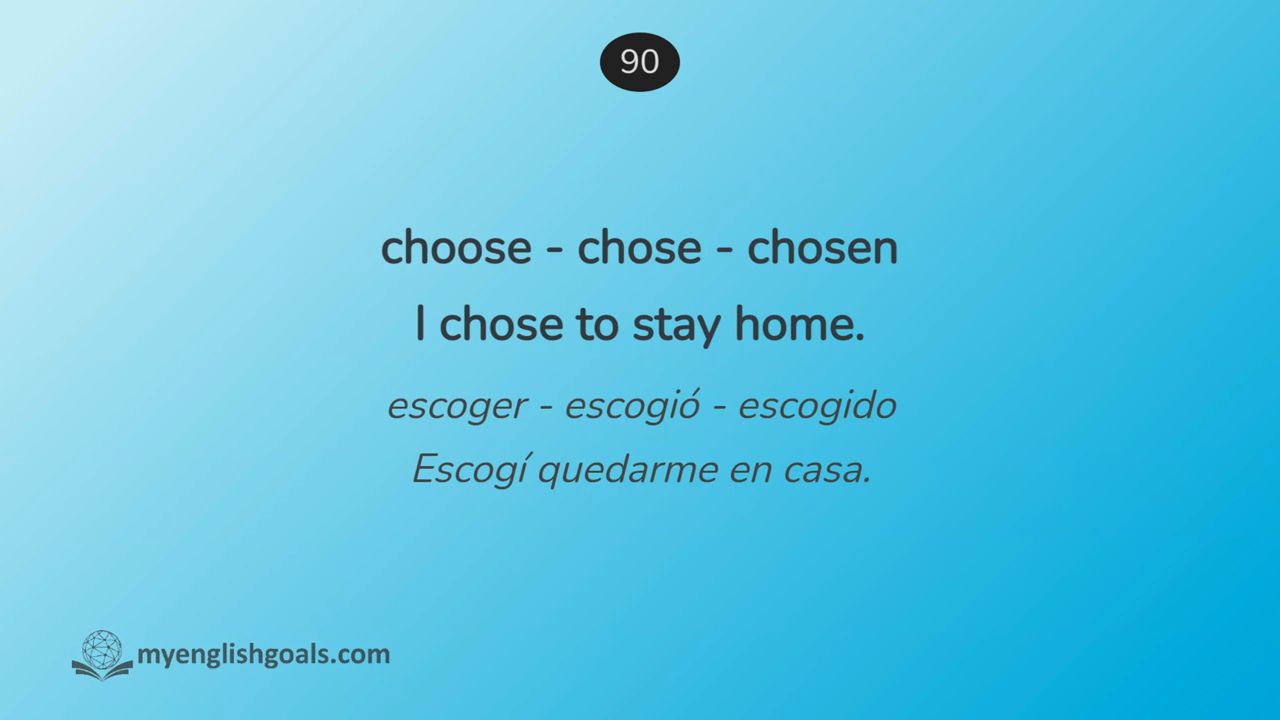 90
choose - chose - chosen
I chose to stay home.
escoger - escogió - escogido
Escogí quedarme en casa.
myenglishgoals.com